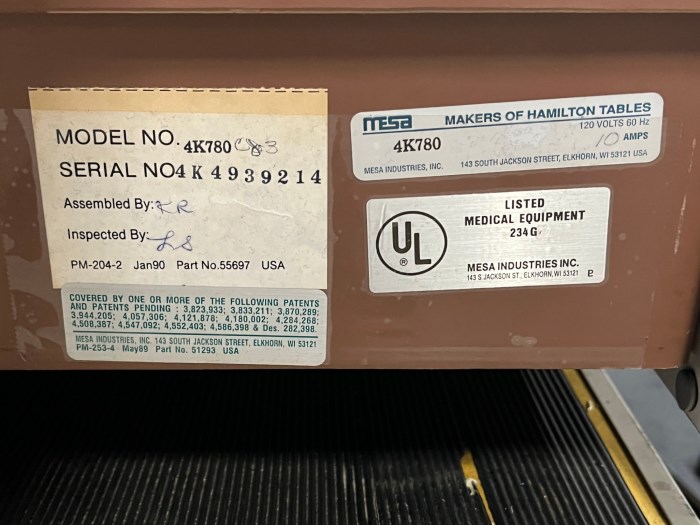 MODEL NO. 4K780 C83
SERIAL NO4K4939214
Assembled By: KR
Inspected By: LS
PM-204-2 Jan90 Part No.55697 USA
COVERED BY ONE OR MORE OF THE FOLLOWING PATENTS
AND PATENTS PENDING : 3,823,933; 3,833,211; 3,870,289;
3,944,205; 4,057,306; 4,121,878; 4,180,002; 4,284,268;
4,508,387; 4,547,092; 4,552,403; 4,586,398 & Des. 282,398.
MESA INDUSTRIES, INC. 143 SOUTH JACKSON STREET, ELKHORN, WI 53121
PM-253-4 May89 Part No. 51293 USA
mesa MAKERS OF HAMILTON TABLES
120 VOLTS 60 Hz
4K780 10 AMPS
MESA INDUSTRIES, INC. 143 SOUTH JACKSON STREET, ELKHORN, WI 53121 USA
LISTED
MEDICAL EQUIPMENT
234G
UL ®
MESA INDUSTRIES INC.
143 S JACKSON ST., ELKHORN, WI 53121 P